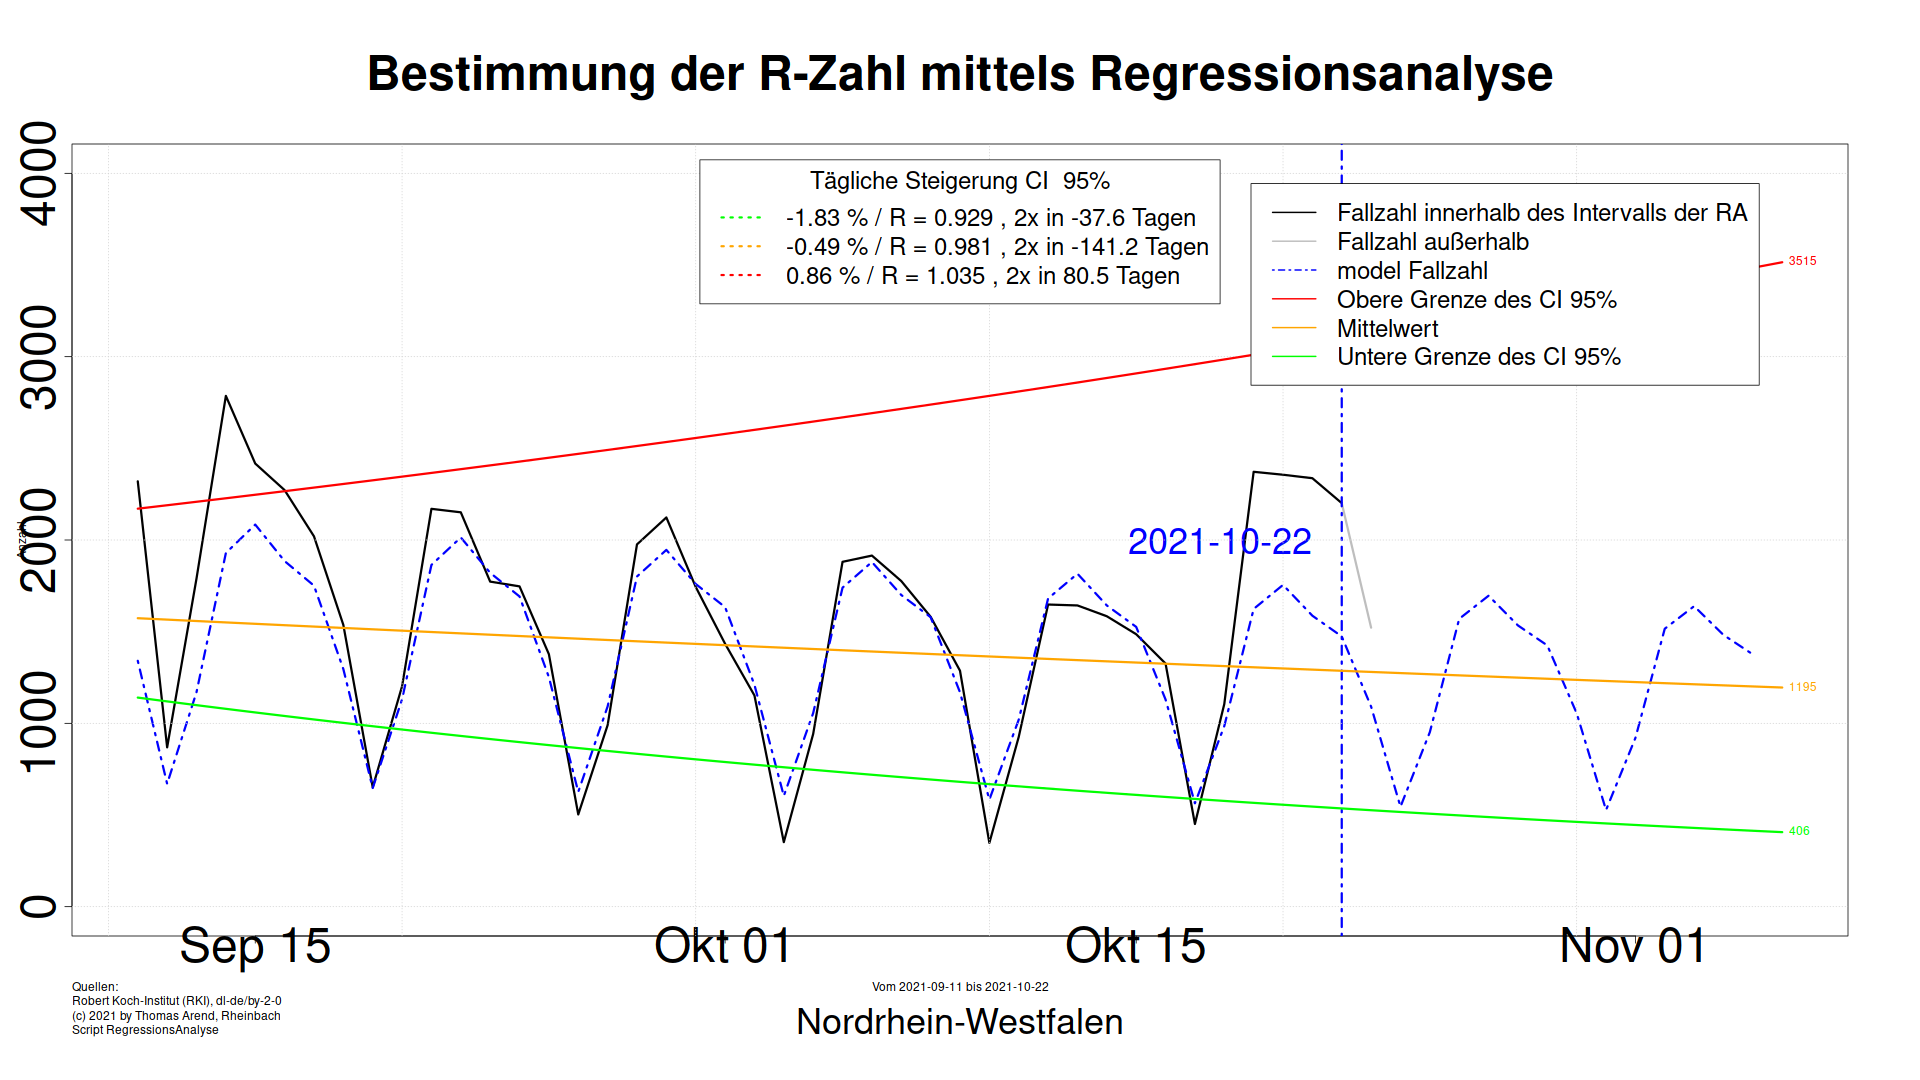 Bestimmung der R-Zahl mittels Regressionsanalyse
Tägliche Steigerung CI  95%
-1.83 % / R = 0.929 , 2x in -37.6 Tagen
-0.49 % / R = 0.981 , 2x in -141.2 Tagen
0.86 % / R = 1.035 , 2x in 80.5 Tagen
Fallzahl innerhalb des Intervalls der RA
Fallzahl außerhalb
model Fallzahl
Obere Grenze des CI 95%
Mittelwert
Untere Grenze des CI 95%
4000
3000
2000
1000
0
Anzahl
3515
2021-10-22
1195
406
Sep 15
Okt 01
Okt 15
Nov 01
Vom 2021-09-11 bis 2021-10-22
Nordrhein-Westfalen
Quellen:
Robert Koch-Institut (RKI), dl-de/by-2-0
(c) 2021 by Thomas Arend, Rheinbach
Script RegressionsAnalyse